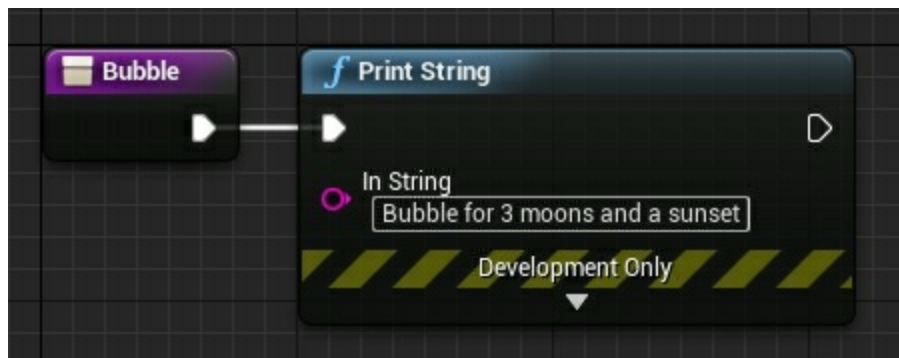 Bubble
f Print String
In String
Bubble for 3 moons and a sunset
Development Only